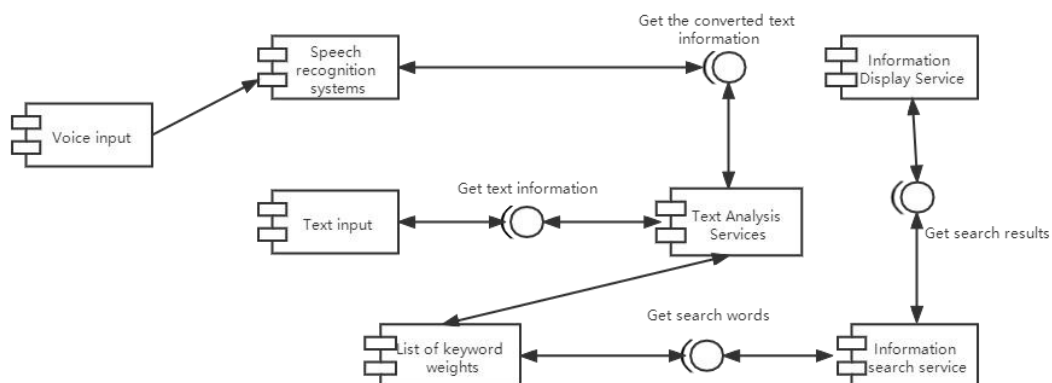 Get the converted text
information
Speech
recognition
systems
Information
Display Service
Voice input
Get text information
Text input
Text Analysis
Services
Get search results
Get search words
List of keyword
weights
Information
search service